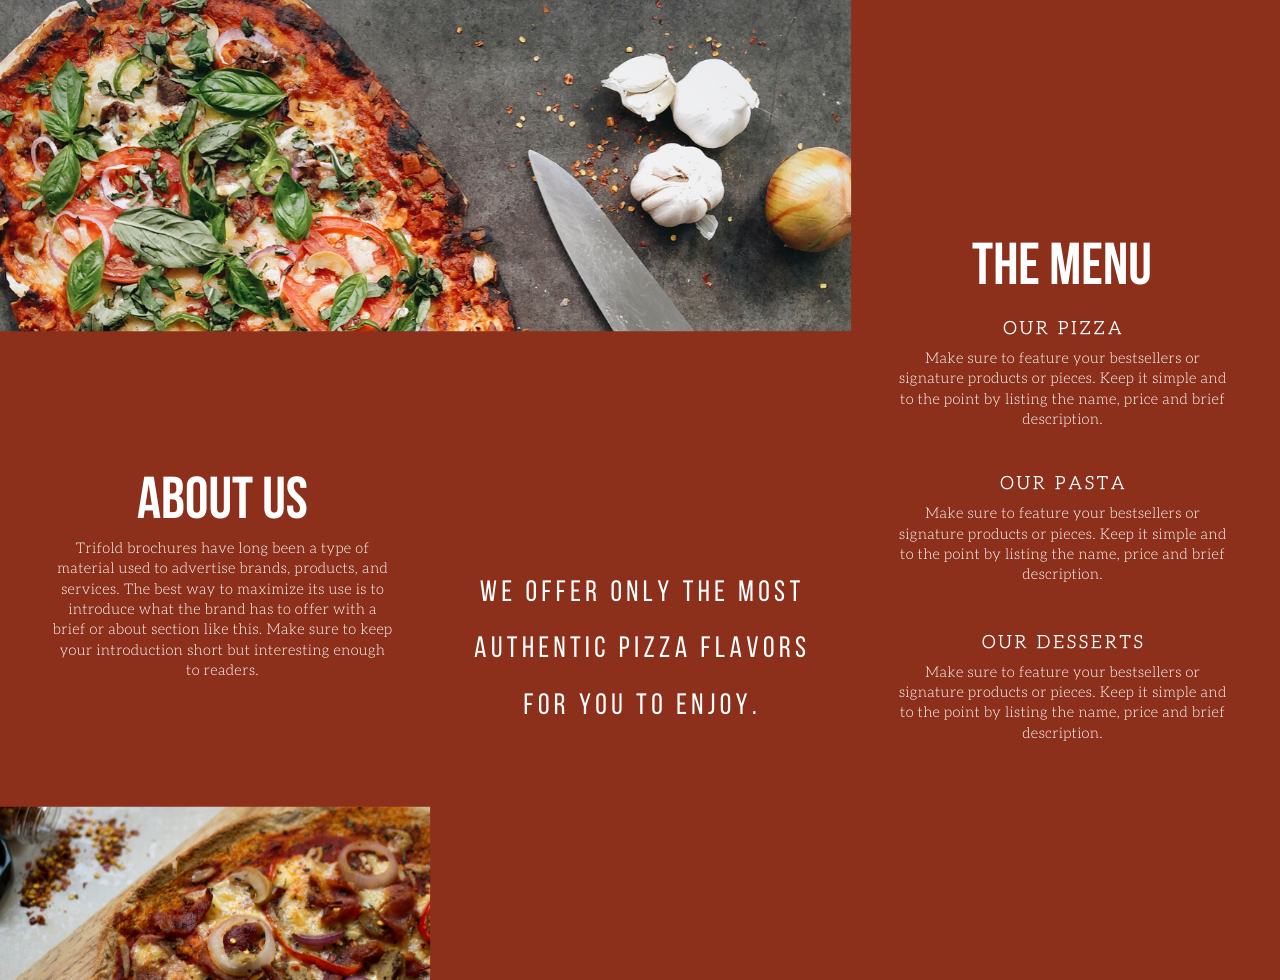 ABOUT US
Trifold brochures have long been a type of
material used to advertise brands, products, and
services. The best way to maximize its use is to
introduce what the brand has to offer with a
brief or about section like this. Make sure to keep
your introduction short but interesting enough
to readers.
WE OFFER ONLY THE MOST
AUTHENTIC PIZZA FLAVORS
FOR YOU TO ENJOY.
THE MENU
OUR PIZZA
Make sure to feature your bestsellers or
signature products or pieces. Keep it simple and
to the point by listing the name, price and brief
description.
OUR PASTA
Make sure to feature your bestsellers or
signature products or pieces. Keep it simple and
to the point by listing the name, price and brief
description.
OUR DESSERTS
Make sure to feature your bestsellers or
signature products or pieces. Keep it simple and
to the point by listing the name, price and brief
description.